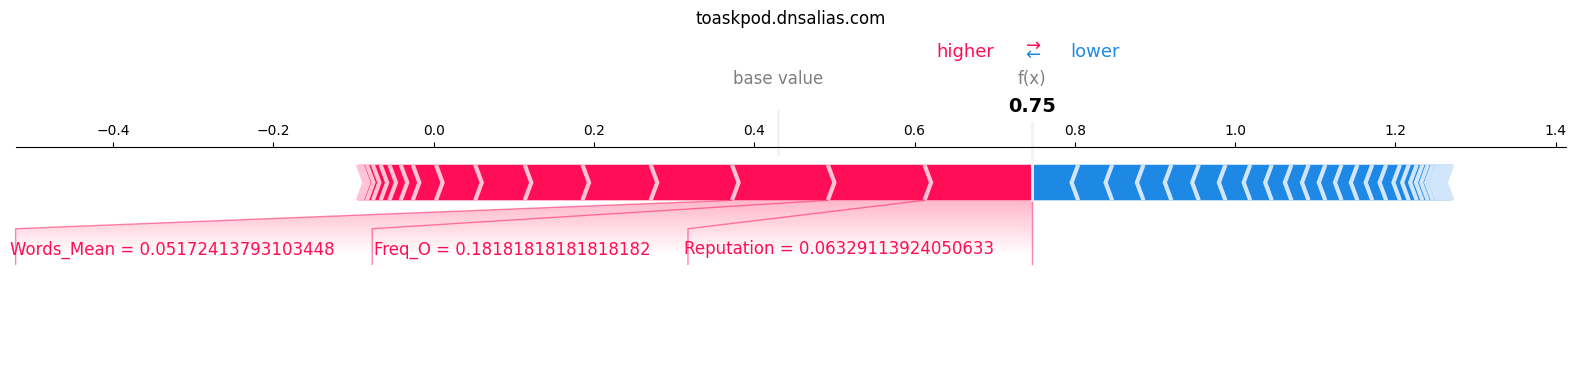 toaskpod.dnsalias.com
higher ⇄ lower
base value f(x)
0.75
−0.4 −0.2 0.0 0.2 0.4 0.6 0.8 1.0 1.2 1.4
Words_Mean = 0.05172413793103448 Freq_O = 0.18181818181818182 Reputation = 0.06329113924050633